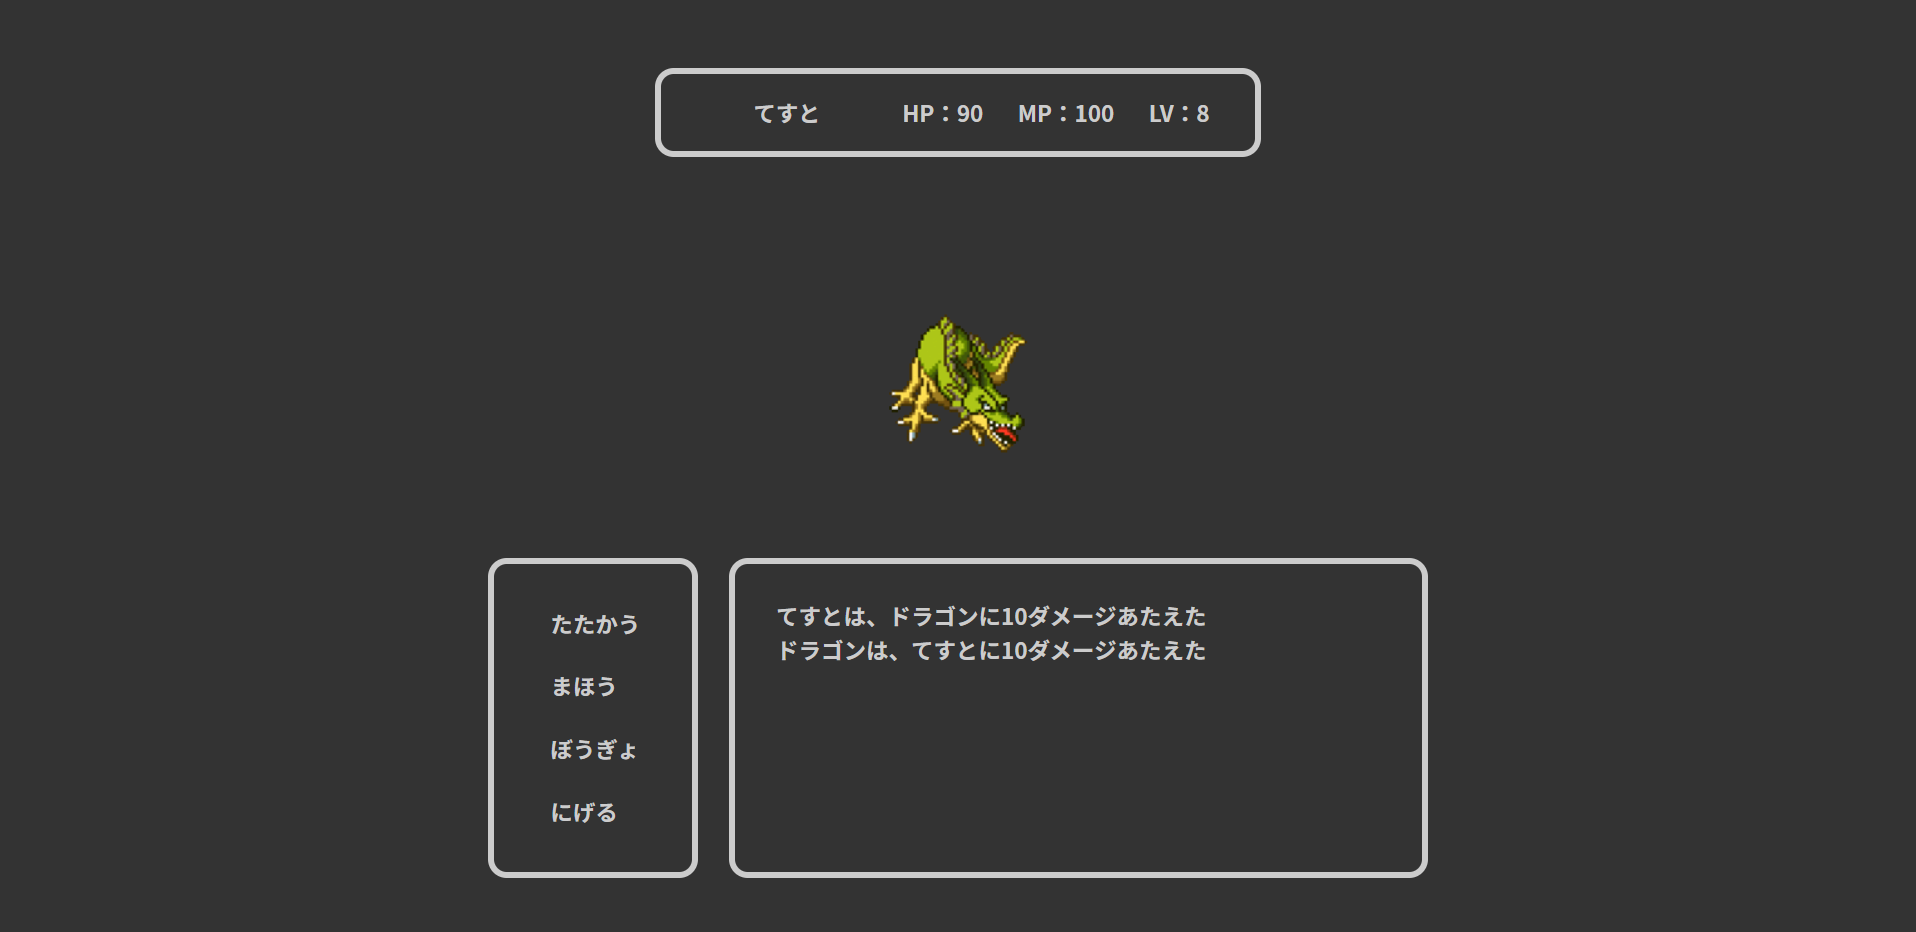 てすと HP：90 MP：100 LV：8
たたかう
まほう
ぼうぎょ
にげる
てすとは、ドラゴンに10ダメージあたえた
ドラゴンは、てすとに10ダメージあたえた